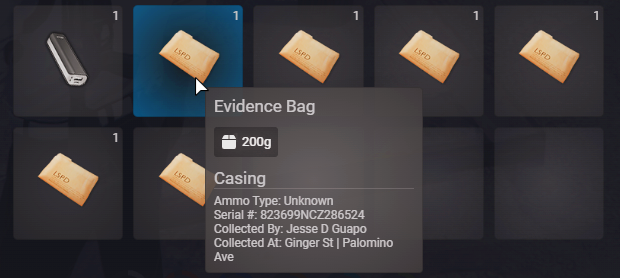 1
1
1
1
1
LSPD
LSPD
LSPD
LSPD
Evidence Bag
1
200g
LSPD
LSPD
Casing
Ammo Type: Unknown
Serial #: 823699NCZ286524
Collected By: Jesse D Guapo
Collected At: Ginger St | Palomino
Ave